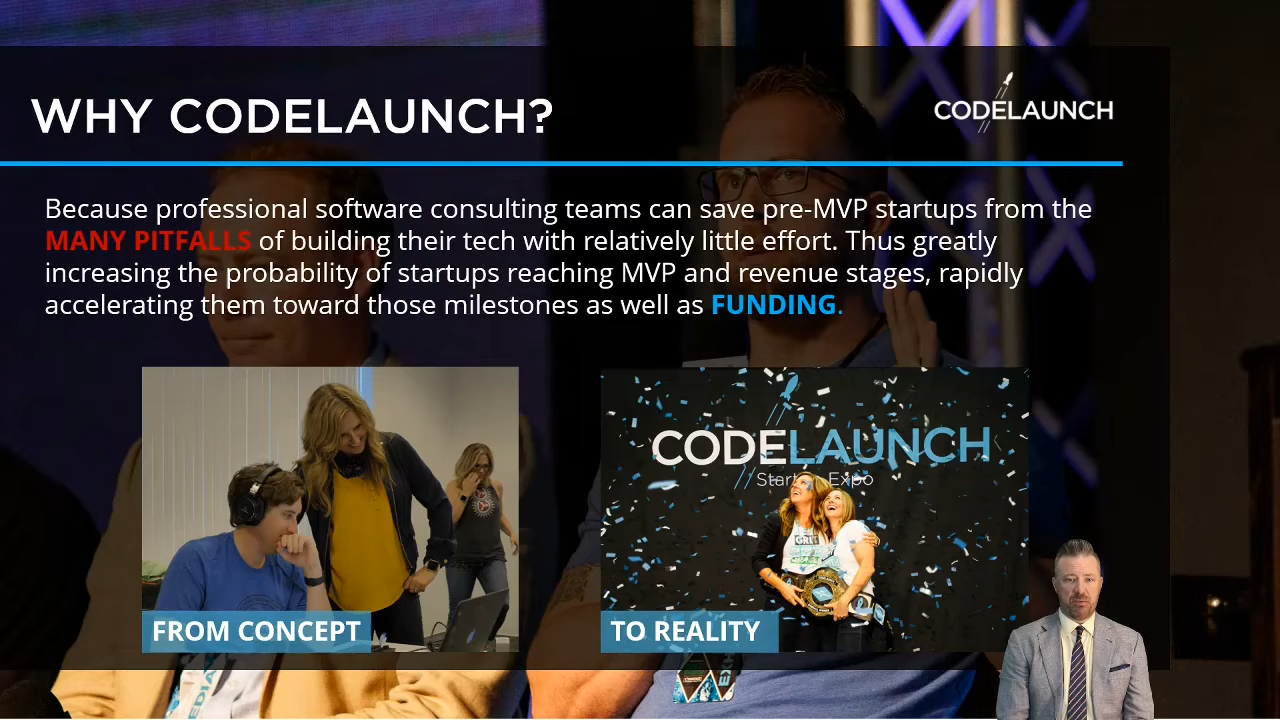 WHY CODELAUNCH?
CODELAUNCH
Because professional software consulting teams can save pre-MVP startups from the
MANY PITFALLS of building their tech with relatively little effort. Thus greatly
increasing the probability of startups reaching MVP and revenue stages, rapidly
accelerating them toward those milestones as well as FUNDING.
CODELAUNCH
Startup Expo
GRIT
FROM CONCEPT
TO REALITY